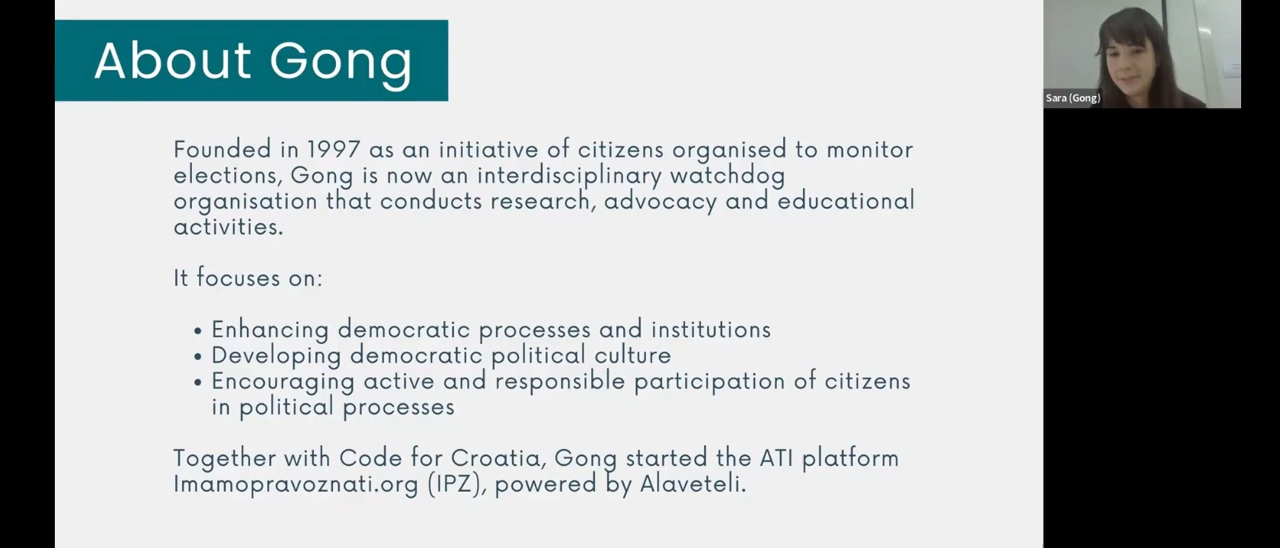 About Gong
Sara (Gong)
Founded in 1997 as an initiative of citizens organised to monitor
elections, Gong is now an interdisciplinary watchdog
organisation that conducts research, advocacy and educational
activities.
It focuses on:
• Enhancing democratic processes and institutions
• Developing democratic political culture
• Encouraging active and responsible participation of citizens
in political processes
Together with Code for Croatia, Gong started the ATI platform
Imamopravoznati.org (IPZ), powered by Alaveteli.